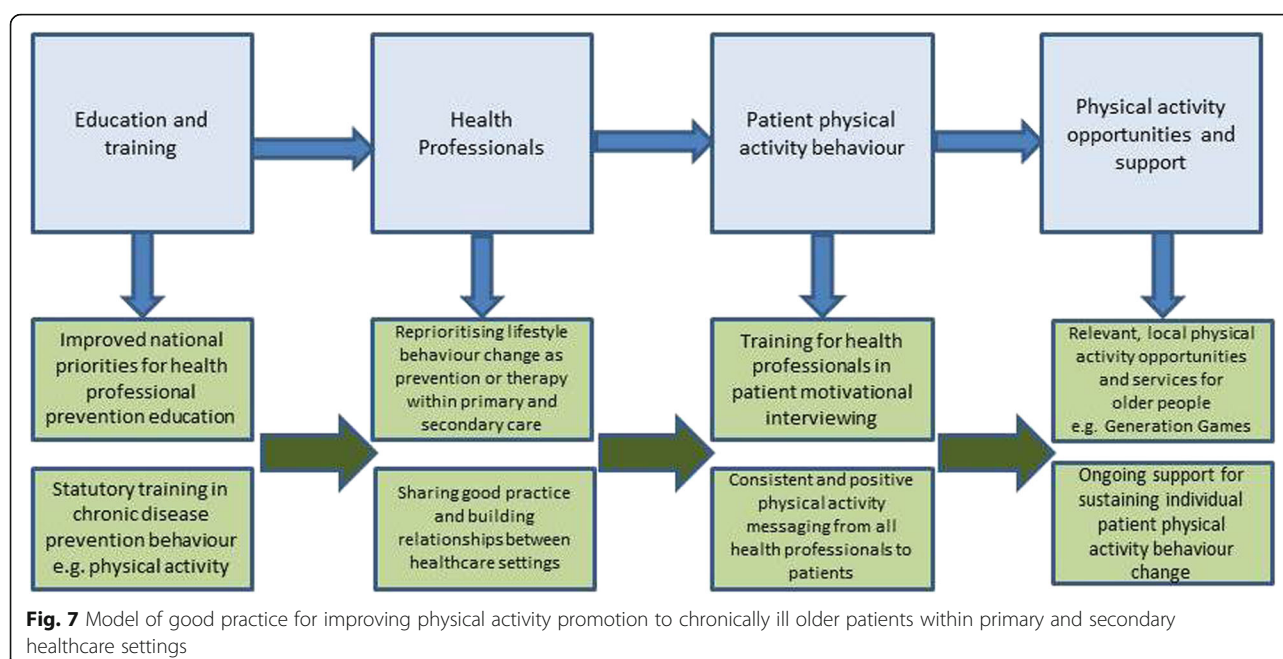 Education and
training
Health
Professionals
Patient physical
activity behaviour
Physical activity
opportunities and
support
Improved national
priorities for health
professional
prevention education
Reprioritising lifestyle
behaviour change as
prevention or therapy
within primary and
secondary care
Training for health
professionals in
patient motivational
interviewing
Relevant, local physical
activity opportunities
and services for
older people
e.g. Generation Games
Statutory training in
chronic disease
prevention behaviour
e.g. physical activity
Sharing good practice
and building
relationships between
healthcare settings
Consistent and positive
physical activity
messaging from all
health professionals to
patients
Ongoing support for
sustaining individual
patient physical
activity behaviour
change
Fig. 7 Model of good practice for improving physical activity promotion to chronically ill older patients within primary and secondary
healthcare settings